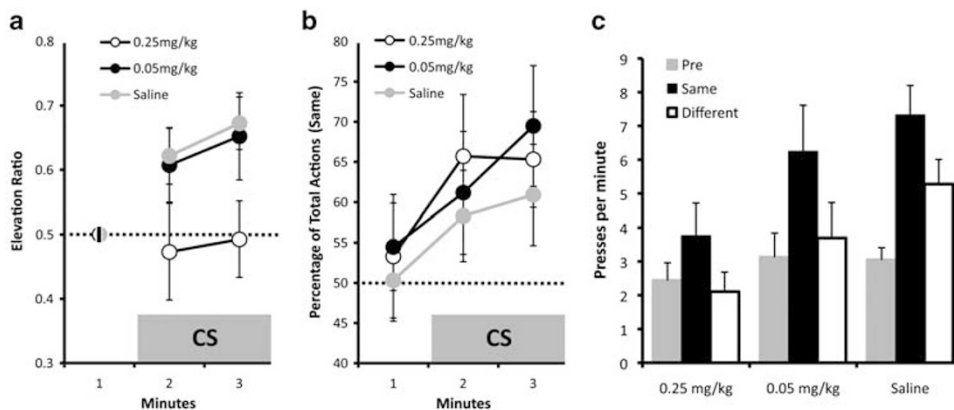 a
Elevation Ratio
0.8
0.7
0.6
0.5
0.4
0.3
0.25mg/kg
0.05mg/kg
Saline
CS
1 2 3
Minutes
b
Percentage of Total Actions (Same)
80
75
70
65
60
55
50
45
40
0.25mg/kg
0.05mg/kg
Saline
CS
1 2 3
Minutes
c
Presses per minute
9
8
7
6
5
4
3
2
1
0
Pre
Same
Different
0.25 mg/kg 0.05 mg/kg Saline